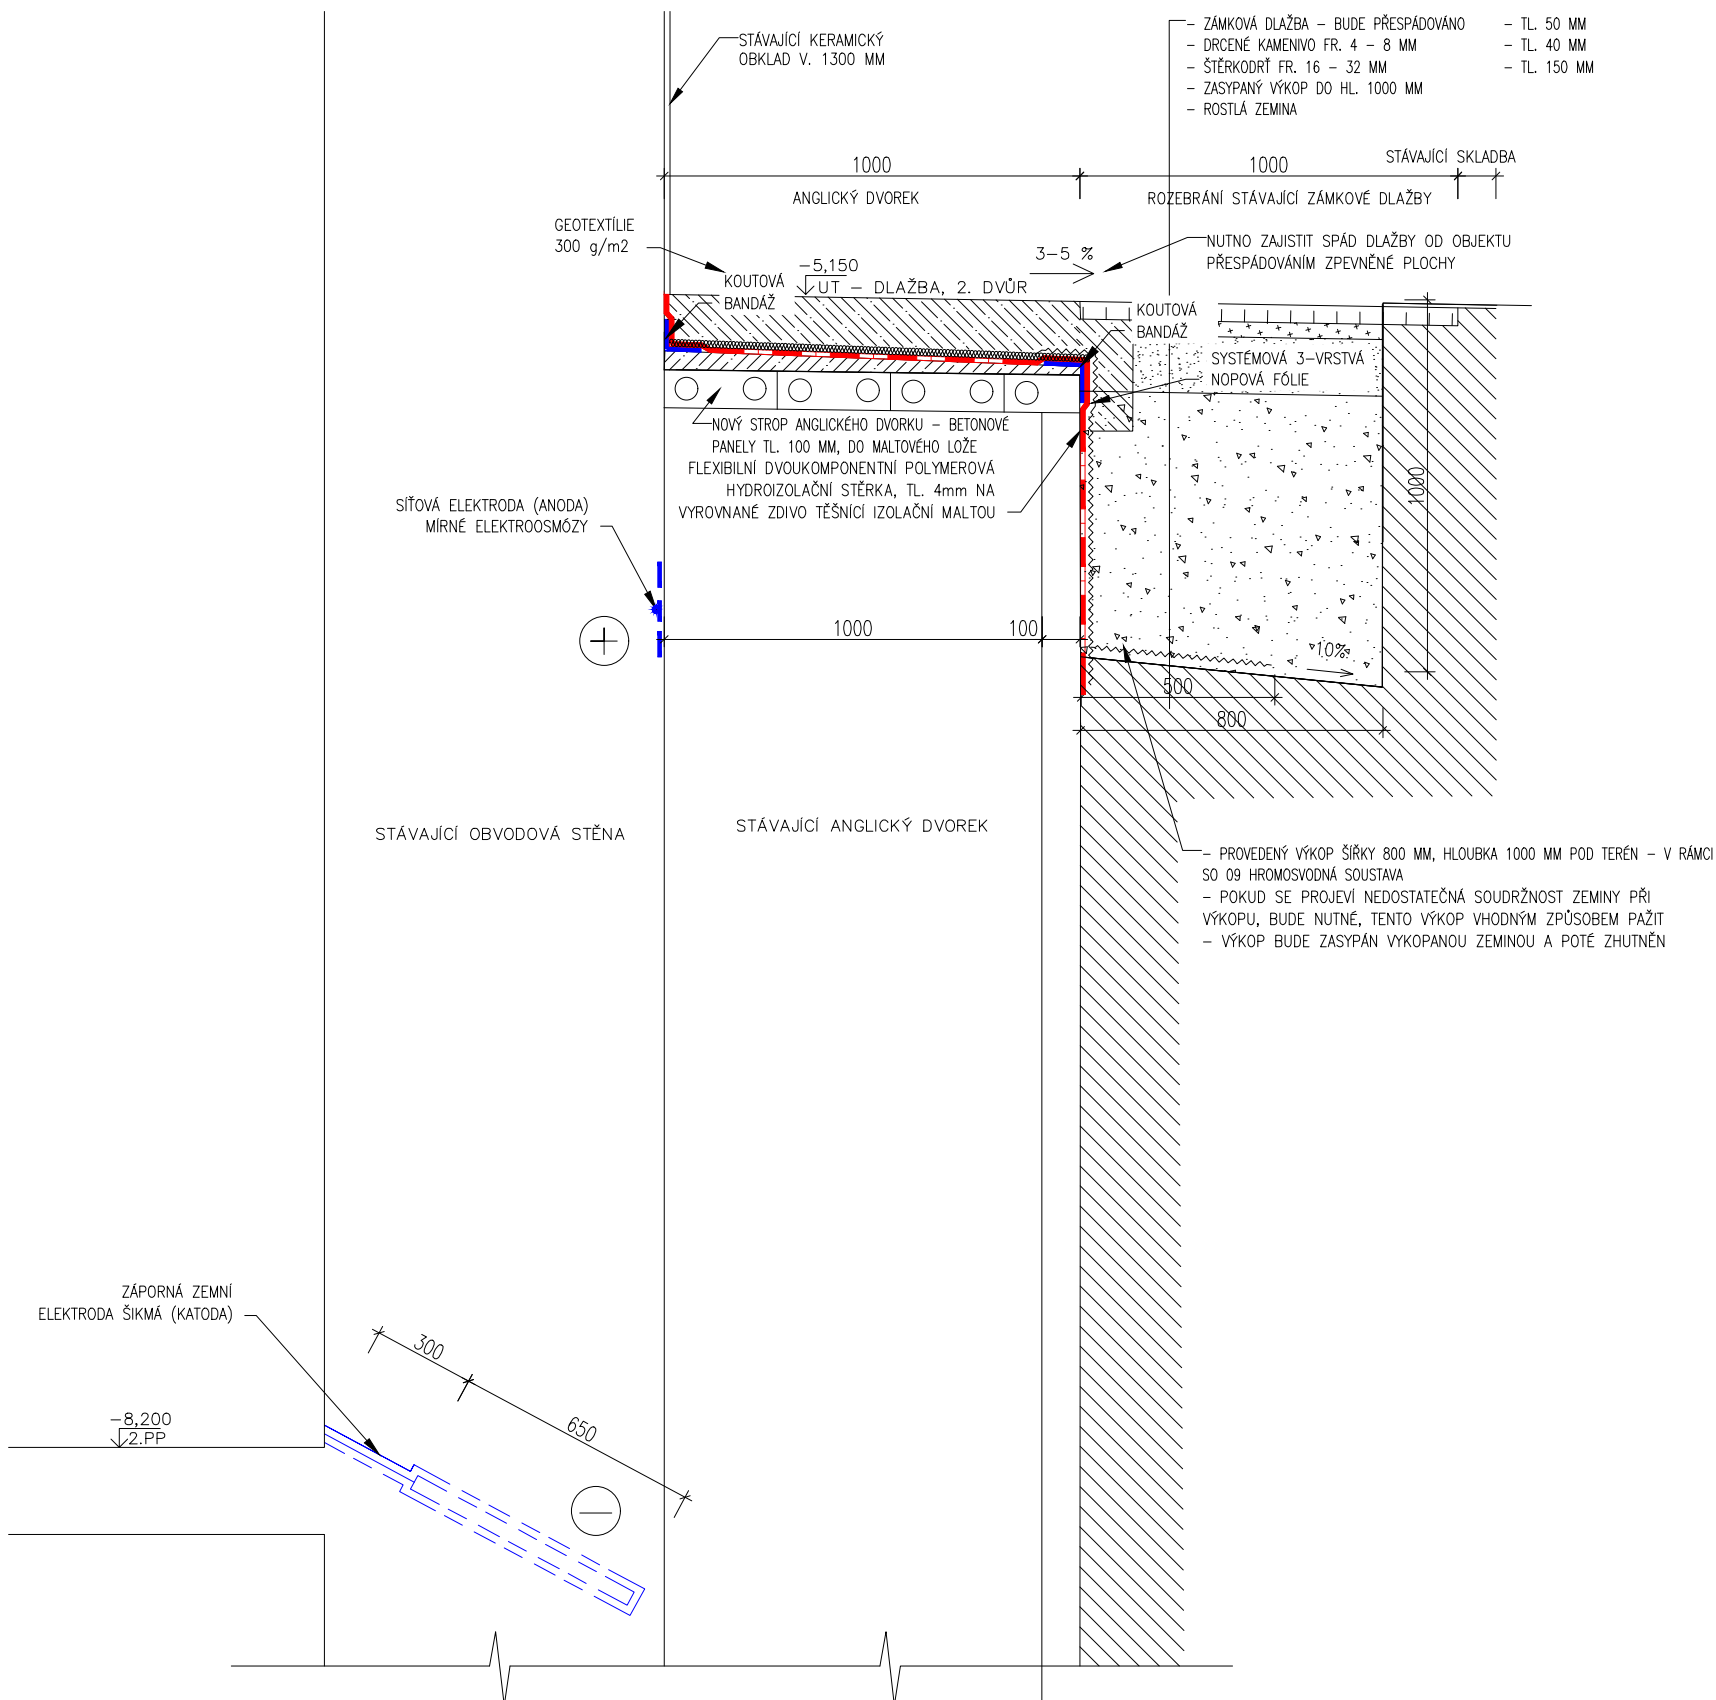 STÁVAJÍCÍ KERAMICKÝ
OBKLAD V. 1300 MM
- ZÁMKOVÁ DLAŽBA - BUDE PŘESPÁDOVÁNO - TL. 50 MM
- DRCENÉ KAMENIVO FR. 4 - 8 MM - TL. 40 MM
- ŠTĚRKODRŤ FR. 16 - 32 MM - TL. 150 MM
- ZASYPANÝ VÝKOP DO HL. 1000 MM
- ROSTLÁ ZEMINA
1000
1000
STÁVAJÍCÍ SKLADBA
ANGLICKÝ DVOREK
ROZEBRÁNÍ STÁVAJÍCÍ ZÁMKOVÉ DLAŽBY
GEOTEXTÍLIE
300 g/m2
NUTNO ZAJISTIT SPÁD DLAŽBY OD OBJEKTU
PŘESPÁDOVÁNÍM ZPEVNĚNÉ PLOCHY
3-5 %
-5,150
UT - DLAŽBA, 2. DVŮR
KOUTOVÁ
BANDÁŽ
KOUTOVÁ
BANDÁŽ
SYSTÉMOVÁ 3-VRSTVÁ
NOPOVÁ FÓLIE
NOVÝ STROP ANGLICKÉHO DVORKU - BETONOVÉ
PANELY TL. 100 MM, DO MALTOVÉHO LOŽE
FLEXIBILNÍ DVOUKOMPONENTNÍ POLYMEROVÁ
HYDROIZOLAČNÍ STĚRKA, TL. 4mm NA
VYROVNANÉ ZDIVO TĚSNÍCÍ IZOLAČNÍ MALTOU
1000
SÍŤOVÁ ELEKTRODA (ANODA)
MÍRNÉ ELEKTROOSMÓZY
1000
100
10%
500
800
STÁVAJÍCÍ OBVODOVÁ STĚNA
STÁVAJÍCÍ ANGLICKÝ DVOREK
- PROVEDENÝ VÝKOP ŠÍŘKY 800 MM, HLOUBKA 1000 MM POD TERÉN - V RÁMCI
SO 09 HROMOSVODNÁ SOUSTAVA
- POKUD SE PROJEVÍ NEDOSTATEČNÁ SOUDRŽNOST ZEMINY PŘI
VÝKOPU, BUDE NUTNÉ, TENTO VÝKOP VHODNÝM ZPŮSOBEM PAŽIT
- VÝKOP BUDE ZASYPÁN VYKOPANOU ZEMINOU A POTÉ ZHUTNĚN
ZÁPORNÁ ZEMNÍ
ELEKTRODA ŠIKMÁ (KATODA)
300
650
-8,200
2.PP